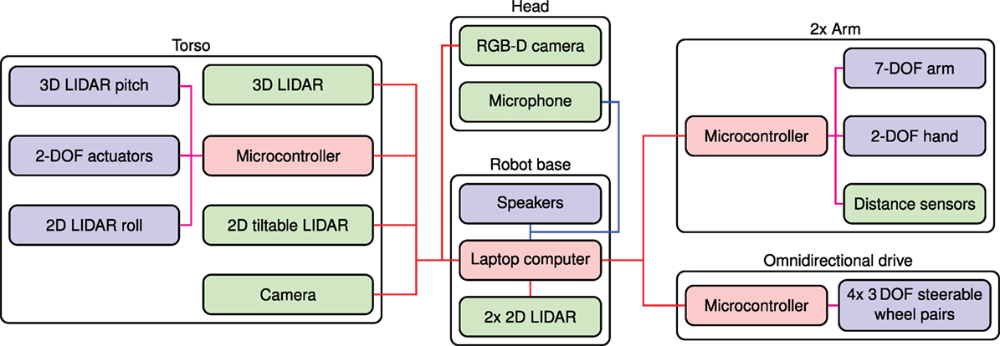 Torso
3D LIDAR pitch
3D LIDAR
2-DOF actuators
Microcontroller
2D LIDAR roll
2D tiltable LIDAR
Camera
Head
RGB-D camera
Microphone
Robot base
Speakers
Laptop computer
2x 2D LIDAR
2x Arm
7-DOF arm
Microcontroller
2-DOF hand
Distance sensors
Omnidirectional drive
Microcontroller
4x 3 DOF steerable
wheel pairs